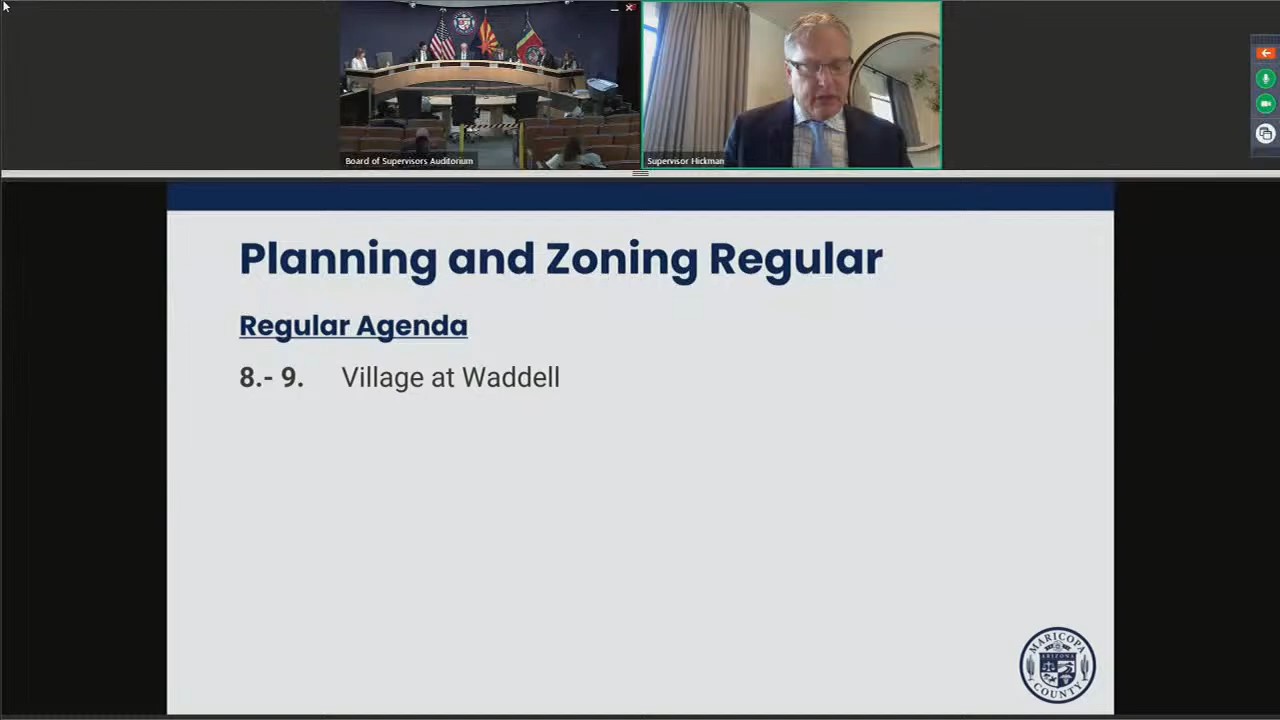 Board of Supervisors Auditorium
Supervisor Hickman
Planning and Zoning Regular
Regular Agenda
8.- 9. Village at Waddell
MARICOPA
ARIZONA
COUNTY